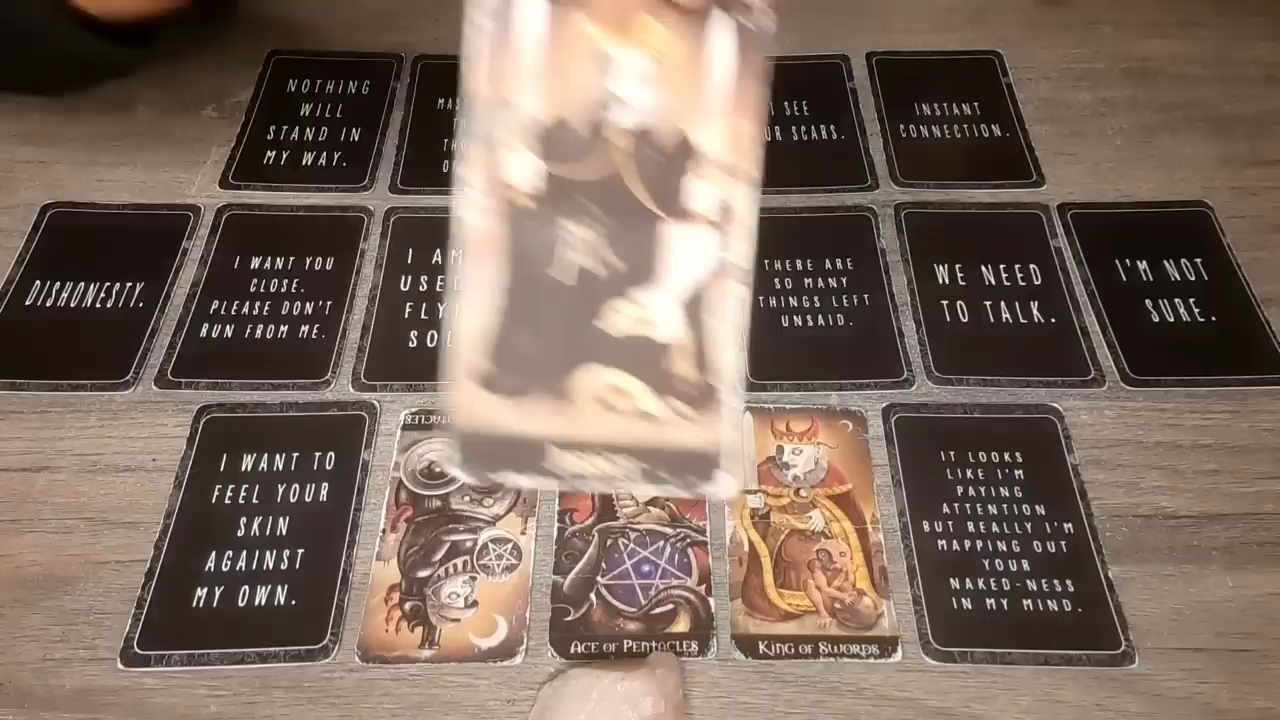 NOTHING
WILL
STAND IN
MY WAY.
I SEE
SCARS.
INSTANT
CONNECTION.
DISHONESTY.
I WANT YOU
CLOSE.
PLEASE DON'T
RUN FROM ME.
I AM
THERE ARE
SO MANY
THINGS LEFT
UNSAID.
WE NEED
TO TALK.
I'M NOT
SURE.
I WANT TO
FEEL YOUR
SKIN
AGAINST
MY OWN.
ACE OF PENTACLES
KING OF SWORDS
IT LOOKS
LIKE I'M
PAYING
ATTENTION
BUT REALLY I'M
MAPPING OUT
YOUR
NAKED-NESS
IN MY MIND.